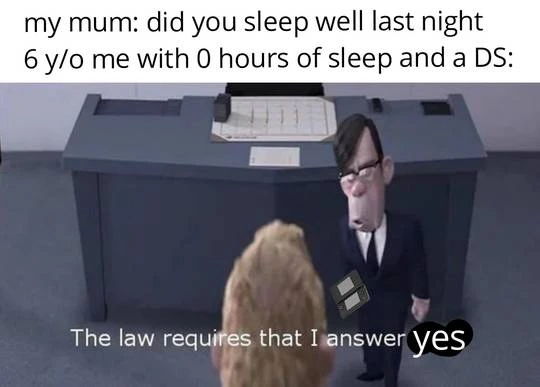 my mum: did you sleep well last night
6 y/o me with 0 hours of sleep and a DS:
The law requires that I answer yes